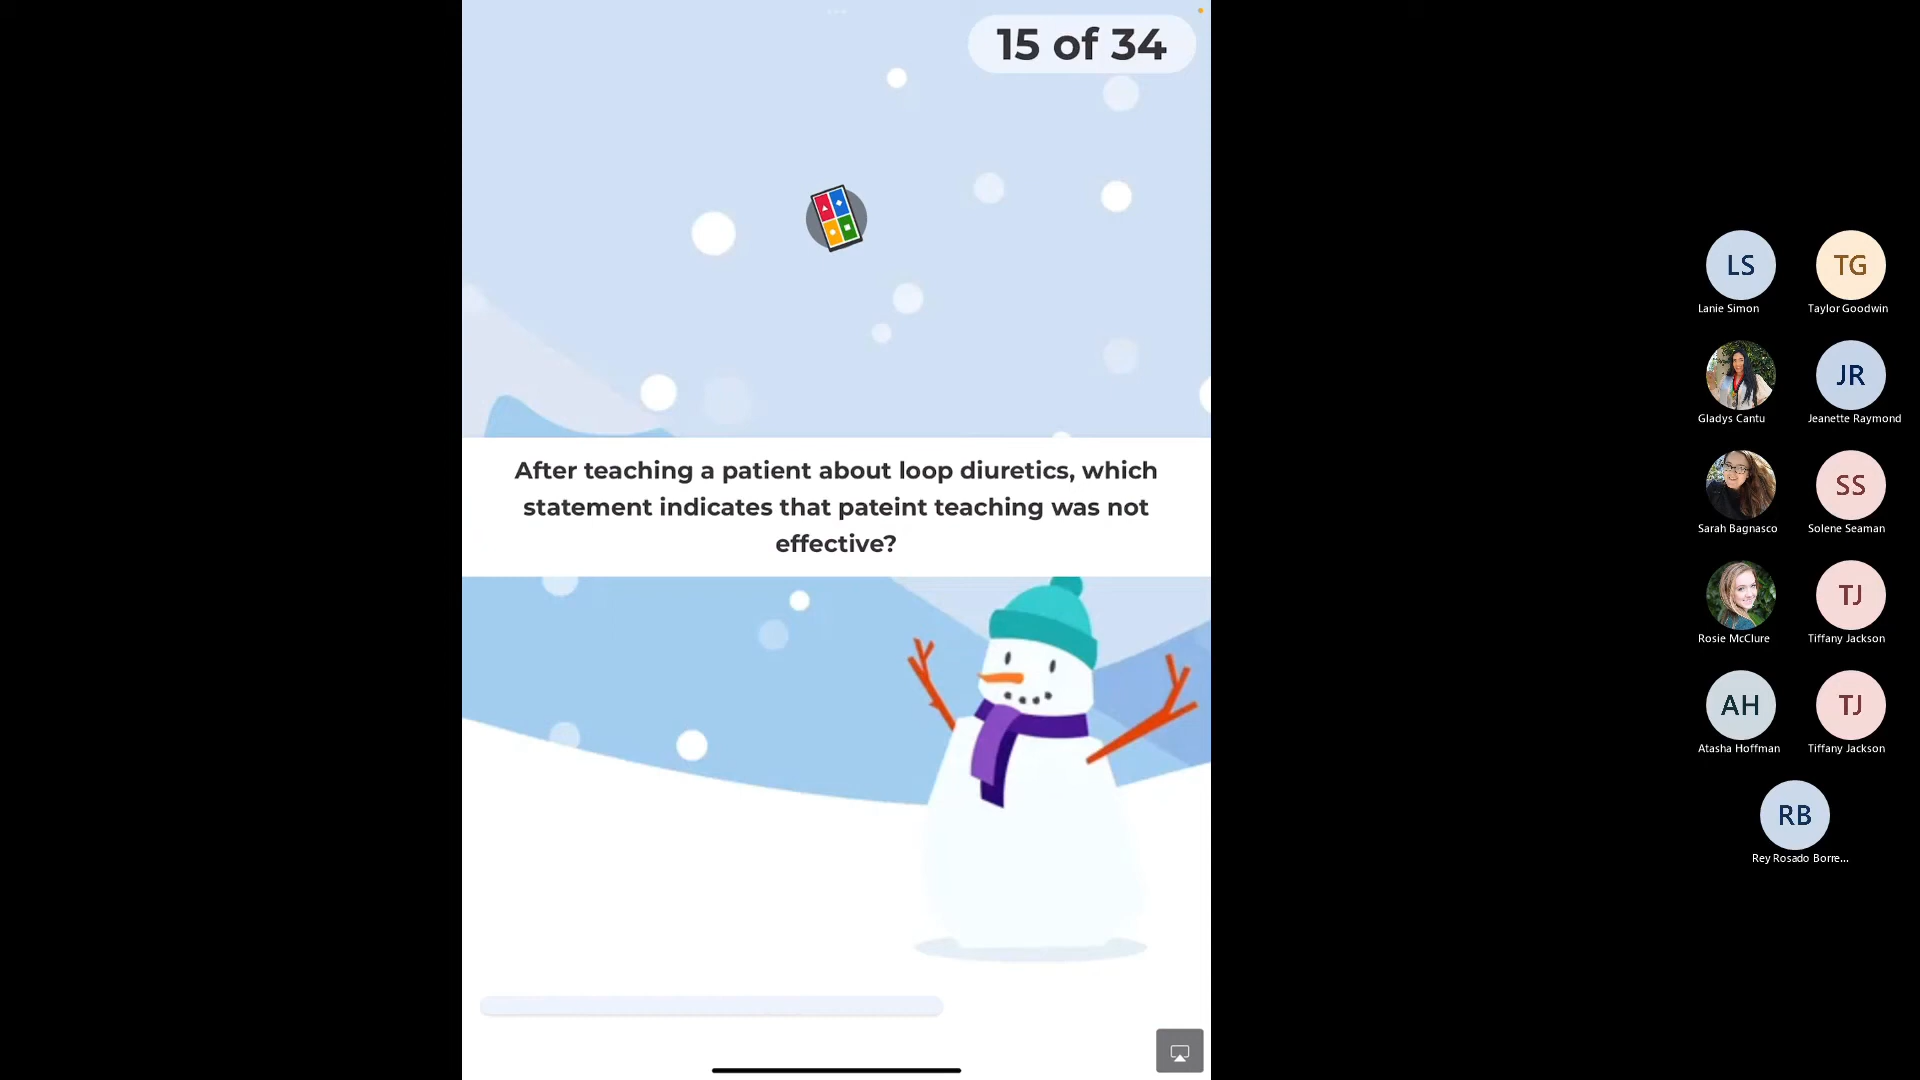 15 of 34
After teaching a patient about loop diuretics, which
statement indicates that pateint teaching was not
effective?
LS
Lanie Simon
TG
Taylor Goodwin
Gladys Cantu
JR
Jeanette Raymond
Sarah Bagnasco
SS
Solene Seaman
Rosie McClure
TJ
Tiffany Jackson
AH
Atasha Hoffman
TJ
Tiffany Jackson
RB
Rey Rosado Borre...